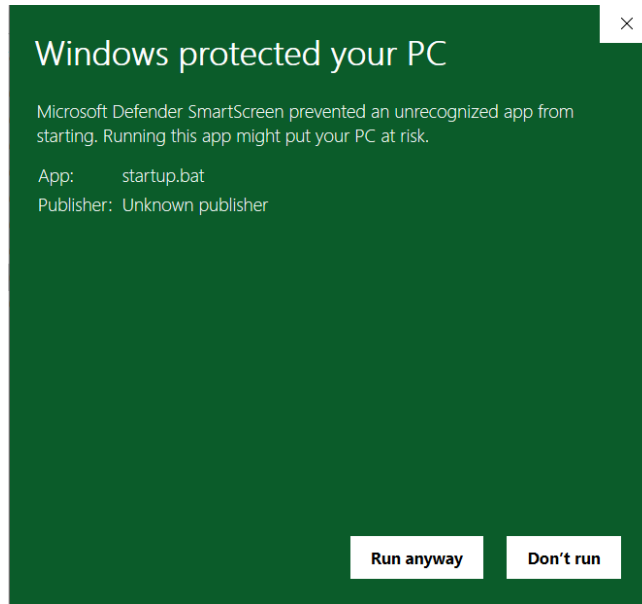 Windows protected your PC
Microsoft Defender SmartScreen prevented an unrecognized app from
starting. Running this app might put your PC at risk.
App: startup.bat
Publisher: Unknown publisher
Run anyway Don’t run